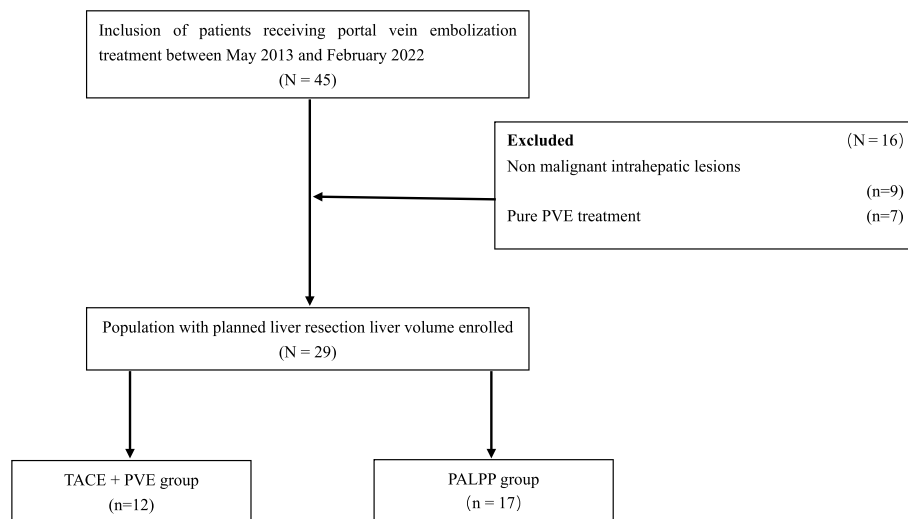 Inclusion of patients receiving portal vein embolization
treatment between May 2013 and February 2022
(N = 45)
Excluded (N = 16)
Non malignant intrahepatic lesions
(n=9)
Pure PVE treatment (n=7)
Population with planned liver resection liver volume enrolled
(N = 29)
TACE + PVE group
(n=12)
PALPP group
(n = 17)